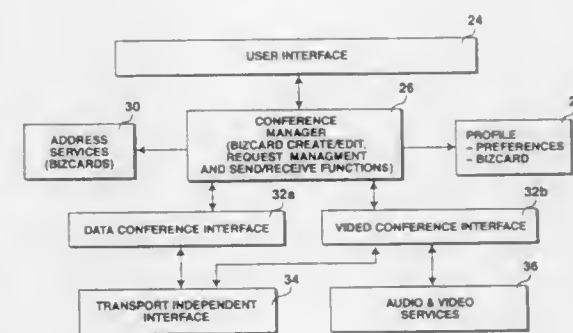 24
USER INTERFACE
30
26
2
ADDRESS
SERVICES
(BIZCARDS)
CONFERENCE
MANAGER
(BIZCARD CREATE/EDIT,
REQUEST MANAGMENT
AND SEND/RECEIVE FUNCTIONS)
PROFILE
- PREFERENCES
- BIZCARD
32a
32b
DATA CONFERENCE INTERFACE
VIDEO CONFERENCE INTERFACE
34
36
TRANSPORT INDEPENDENT
INTERFACE
AUDIO & VIDEO
SERVICES